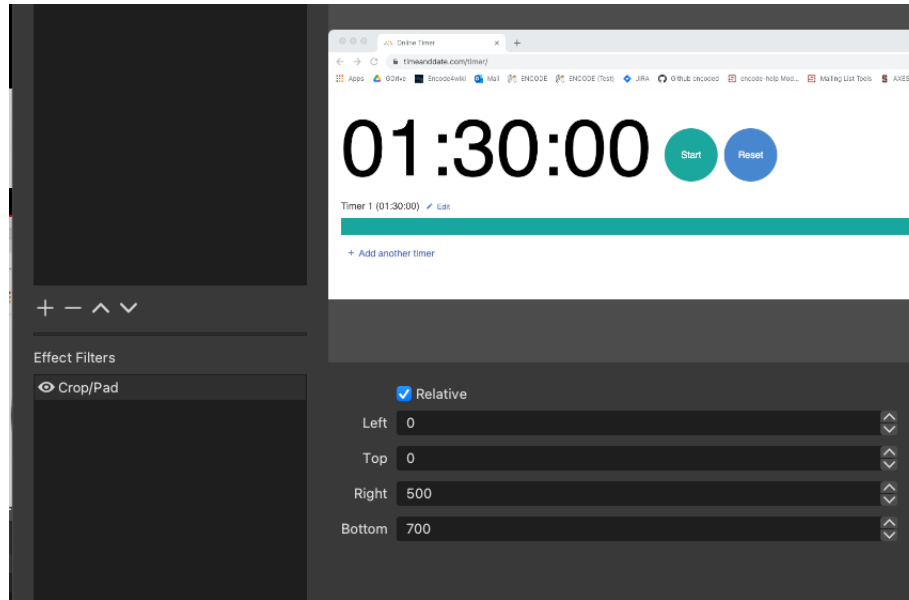 Online Timer
timeanddate.com/timer/
Apps GDrive Encode4wiki Mail ENCODE ENCODE (Test) JIRA Github encoded encode-help Mod... Mailing List Tools AXES
01:30:00 Start Reset
Timer 1 (01:30:00) Edit
+ Add another timer
Effect Filters
Crop/Pad
Relative
Left 0
Top 0
Right 500
Bottom 700